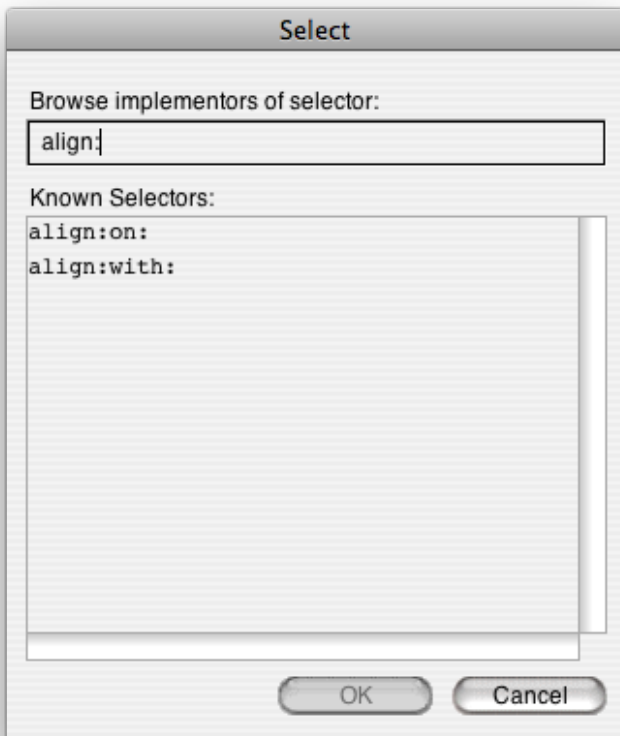 Select
Browse implementors of selector:
align:
Known Selectors:
align:on:
align:with:
OK Cancel